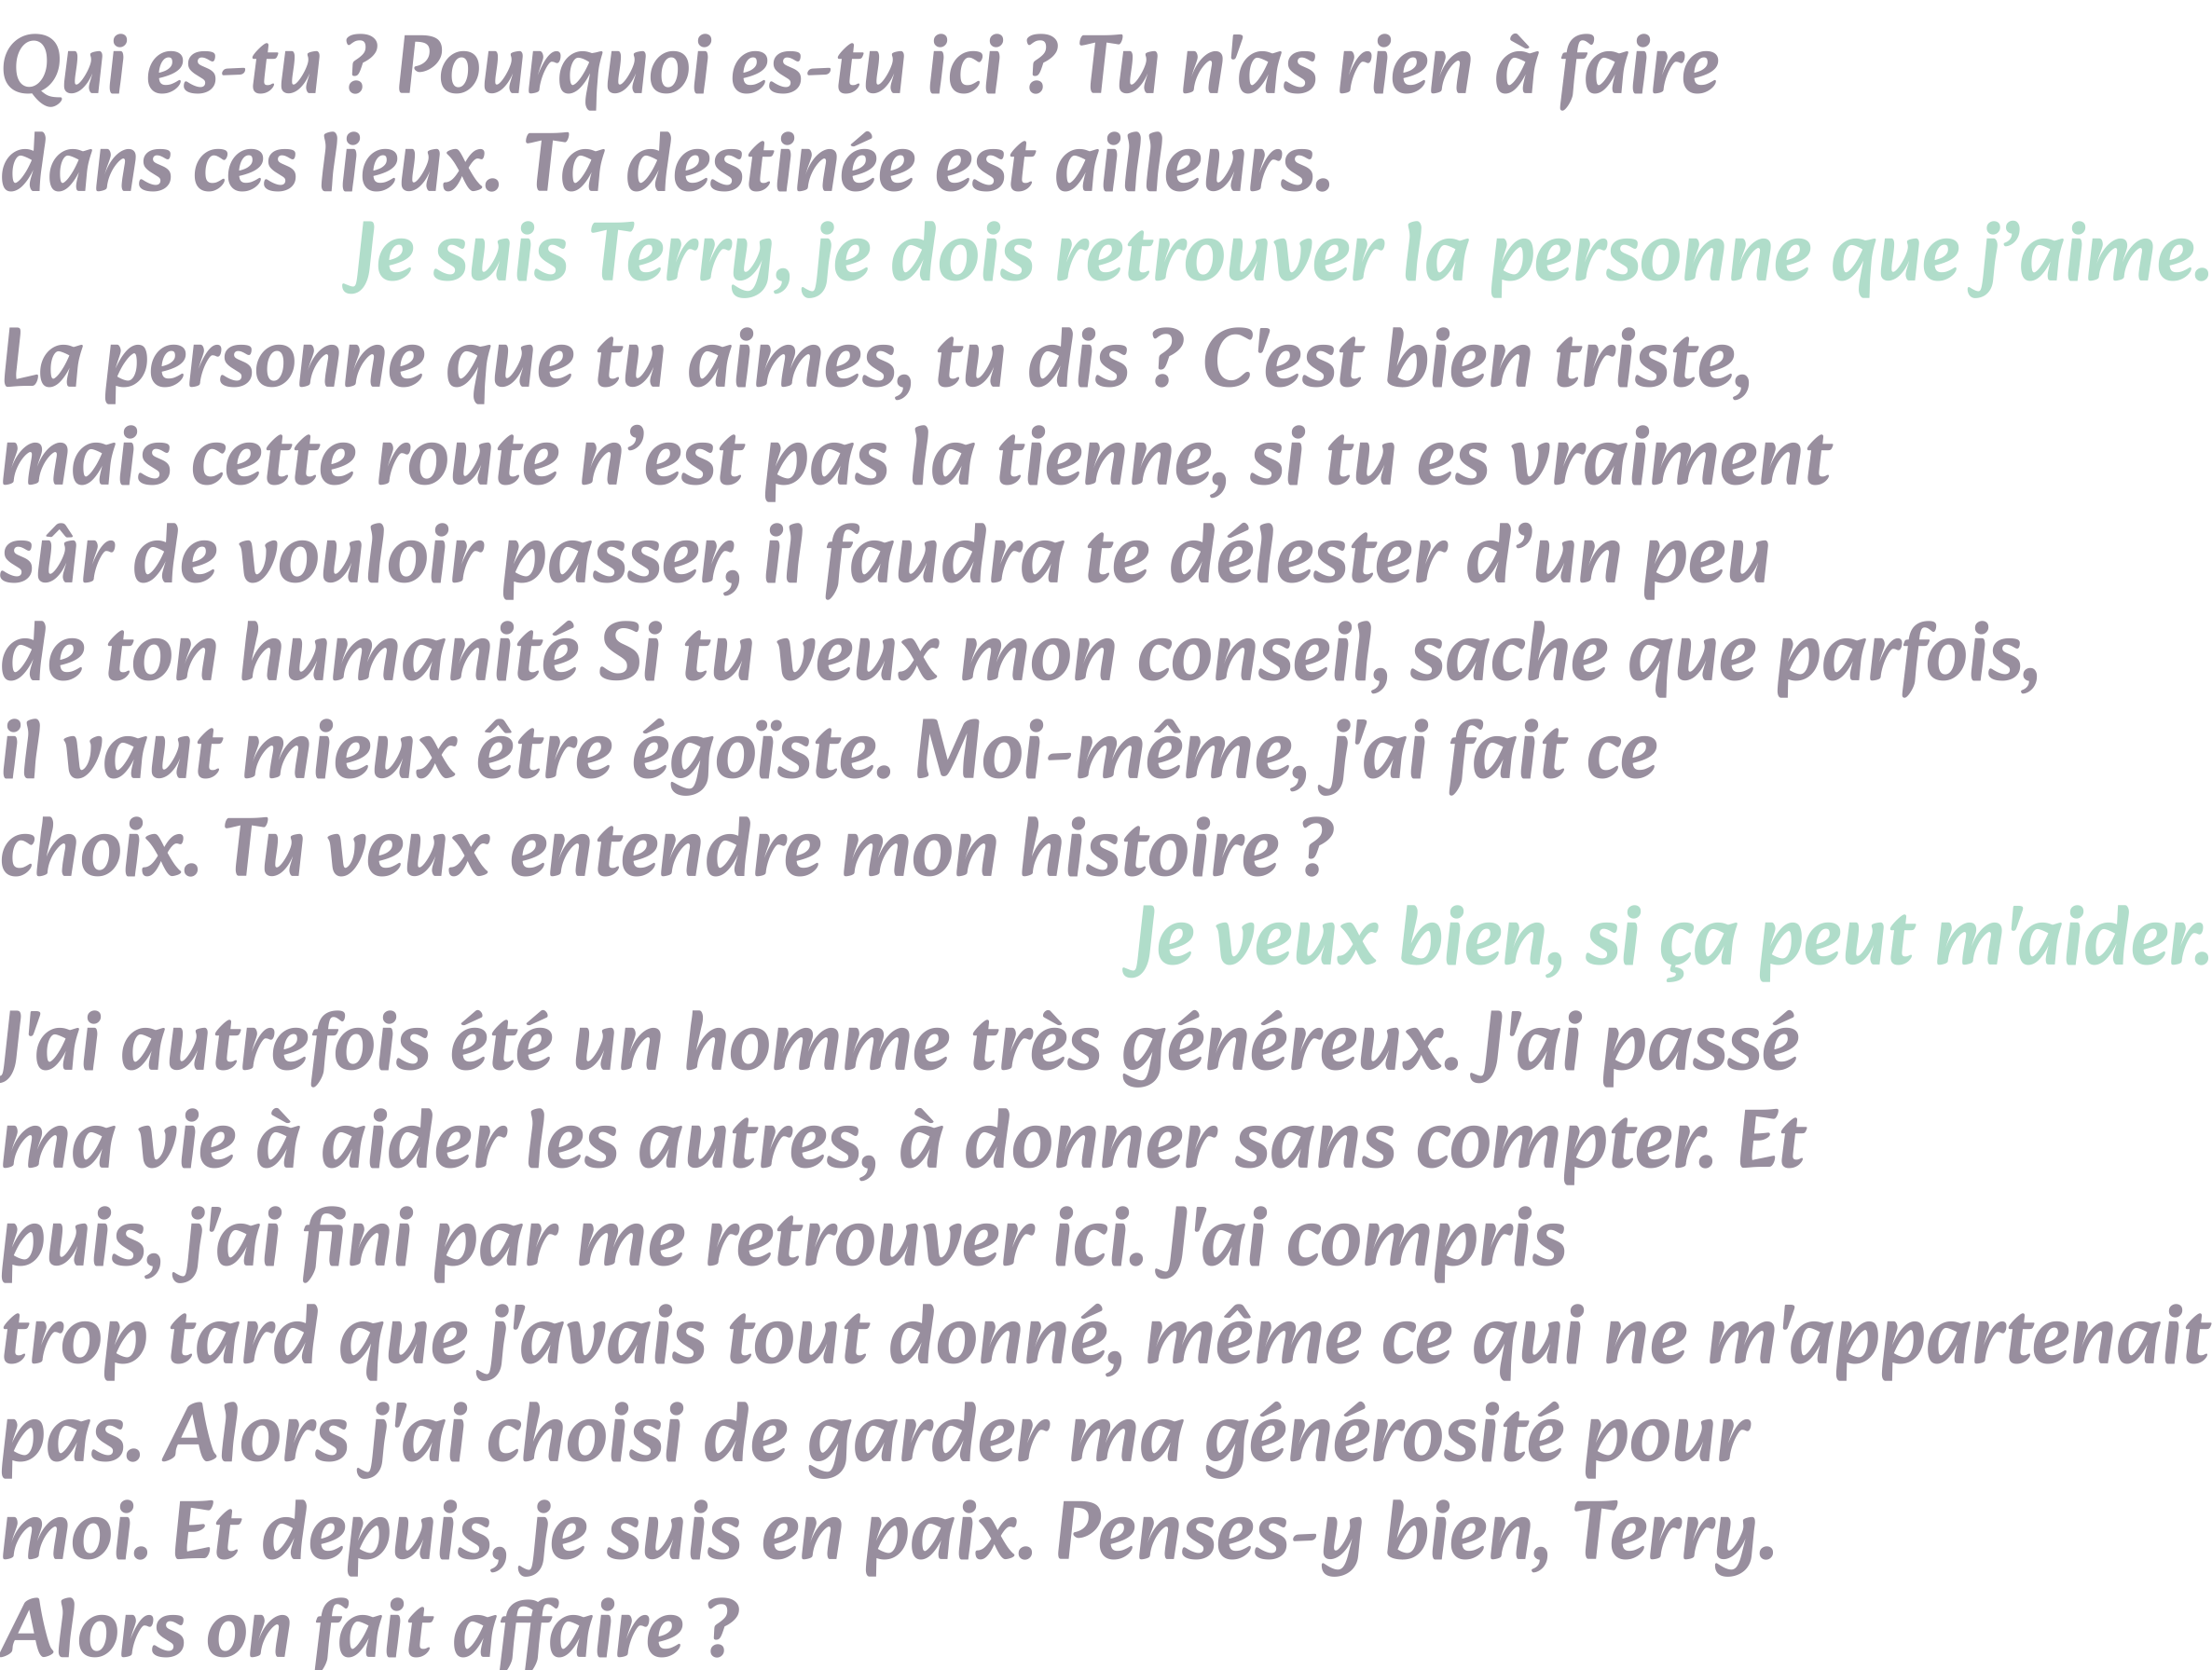 Qui es-tu ? Pourquoi es-tu ici ? Tu n'as rien à faire
dans ces lieux. Ta destinée est ailleurs.
Je suis Terry, je dois retrouver la personne que j’aime.
La personne que tu aimes, tu dis ? C'est bien triste,
mais cette route n’est pas la tienne, si tu es vraiment
sûr de vouloir passer, il faudra te délester d’un peu
de ton humanité Si tu veux mon conseil, sache que parfois,
il vaut mieux être égoïste. Moi-même, j'ai fait ce
choix. Tu veux entendre mon histoire ?
Je veux bien, si ça peut m'aider.
J'ai autrefois été un homme très généreux. J'ai passé
ma vie à aider les autres, à donner sans compter. Et
puis, j'ai fini par me retrouver ici. J'ai compris
trop tard que j'avais tout donné, même ce qui ne m'appartenait
pas. Alors j'ai choisi de garder ma générosité pour
moi. Et depuis, je suis en paix. Penses-y bien, Terry.
Alors on fait affaire ?